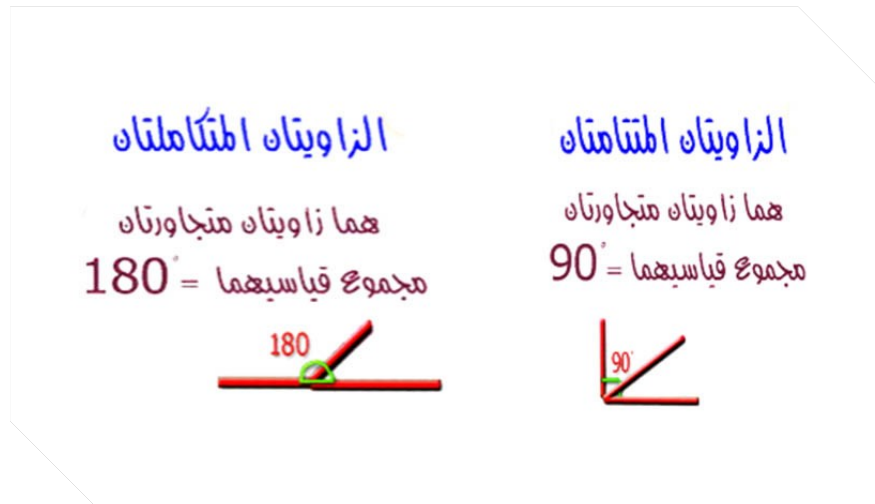 الزاويتان المتتامتان
هما زاويتان متجاورتان
مجموع قياسيهما = 90°
90°
الزاويتان المتكاملتان
هما زاويتان متجاورتان
مجموع قياسيهما = 180°
180